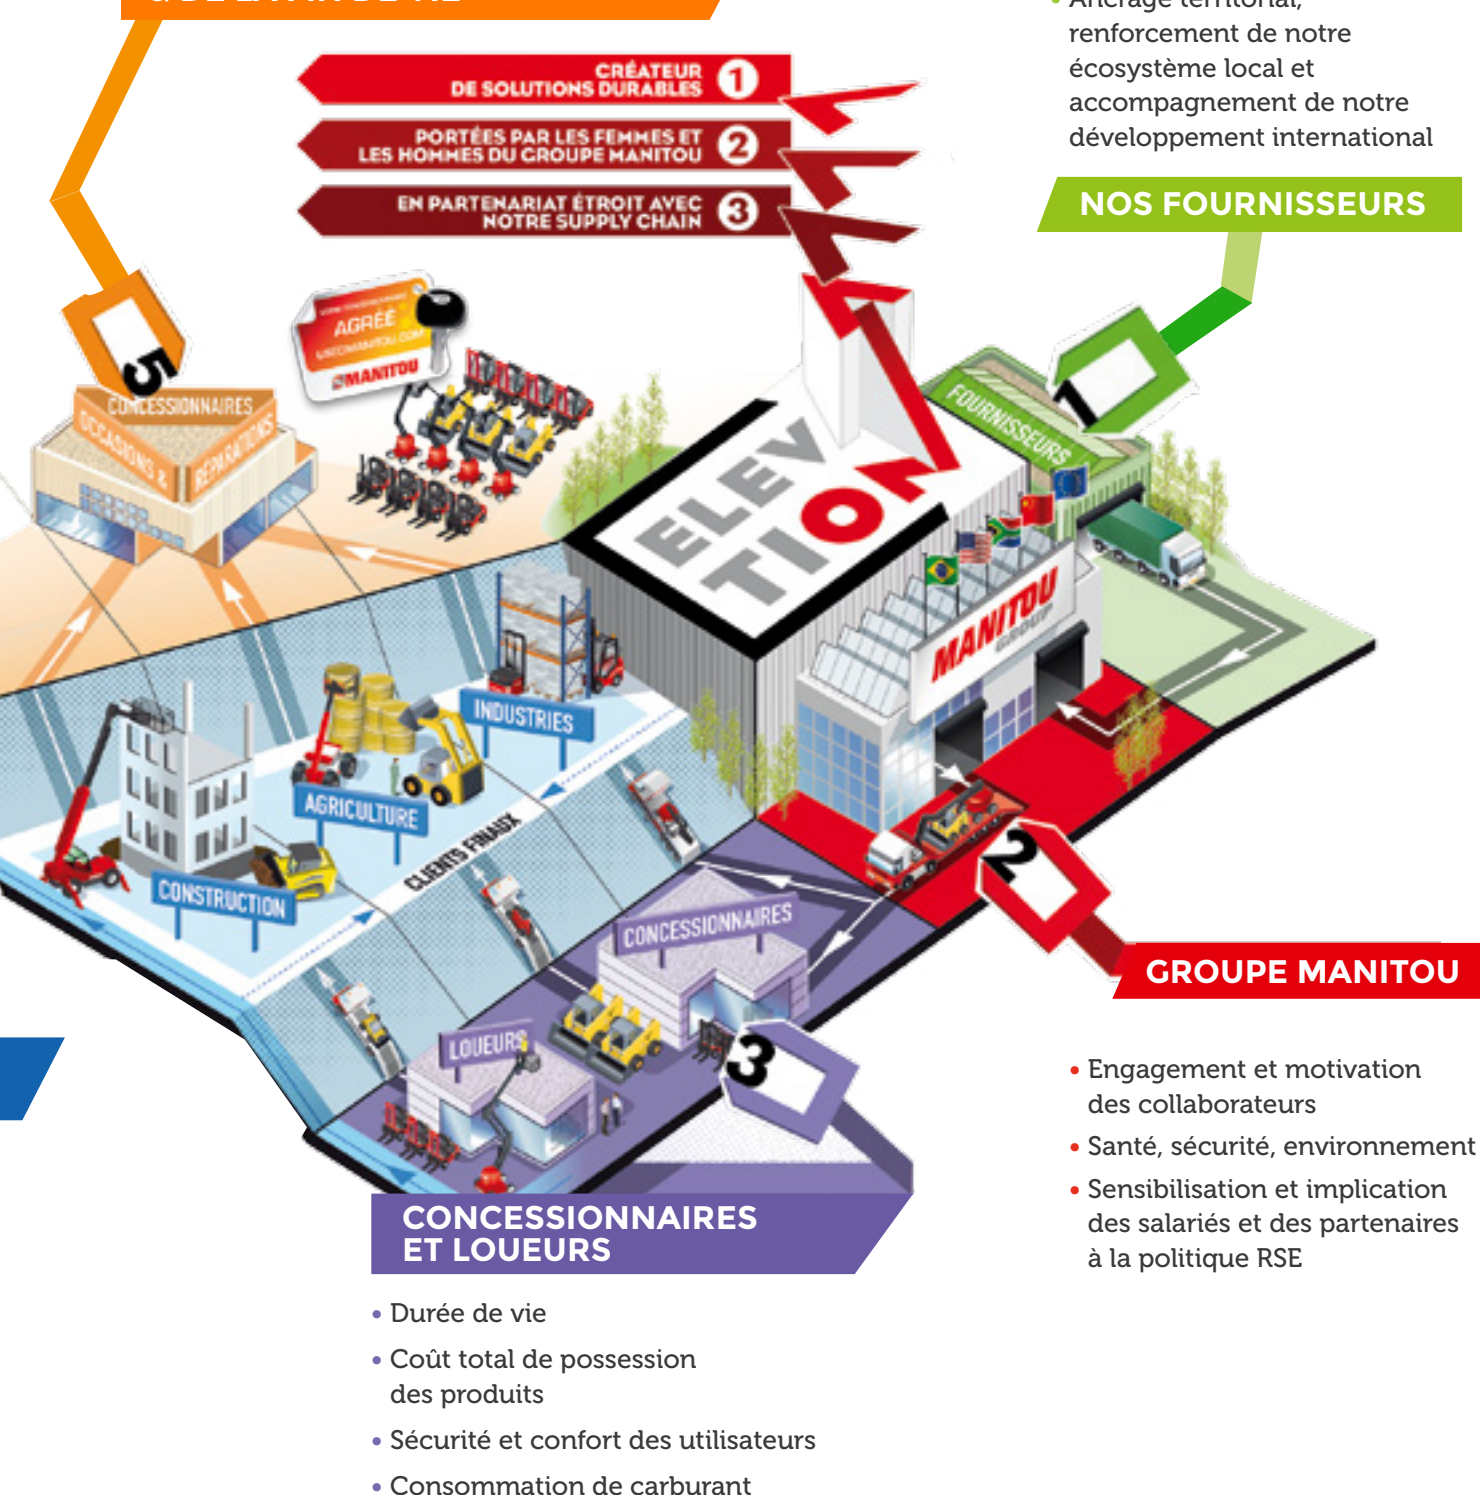 Ancrage territorial,
renforcement de notre
écosystème local et
accompagnement de notre
développement international
CRÉATEUR
DE SOLUTIONS DURABLES 1
PORTÉES PAR LES FEMMES ET
LES HOMMES DU GROUPE MANITOU 2
EN PARTENARIAT ÉTROIT AVEC
NOTRE SUPPLY CHAIN 3
NOS FOURNISSEURS
5
AGRÉÉ
MANITOU
CONCESSIONNAIRES
OCCASIONS &
RÉPARATIONS
1
FOURNISSEURS
ELEV
TION
MANITOU
GROUP
INDUSTRIES
AGRICULTURE
CONSTRUCTION
CLIENTS FINAUX
2
CONCESSIONNAIRES
LOUEURS
3
GROUPE MANITOU
• Engagement et motivation
des collaborateurs
• Santé, sécurité, environnement
• Sensibilisation et implication
des salariés et des partenaires
à la politique RSE
CONCESSIONNAIRES
ET LOUEURS
• Durée de vie
• Coût total de possession
des produits
• Sécurité et confort des utilisateurs
• Consommation de carburant